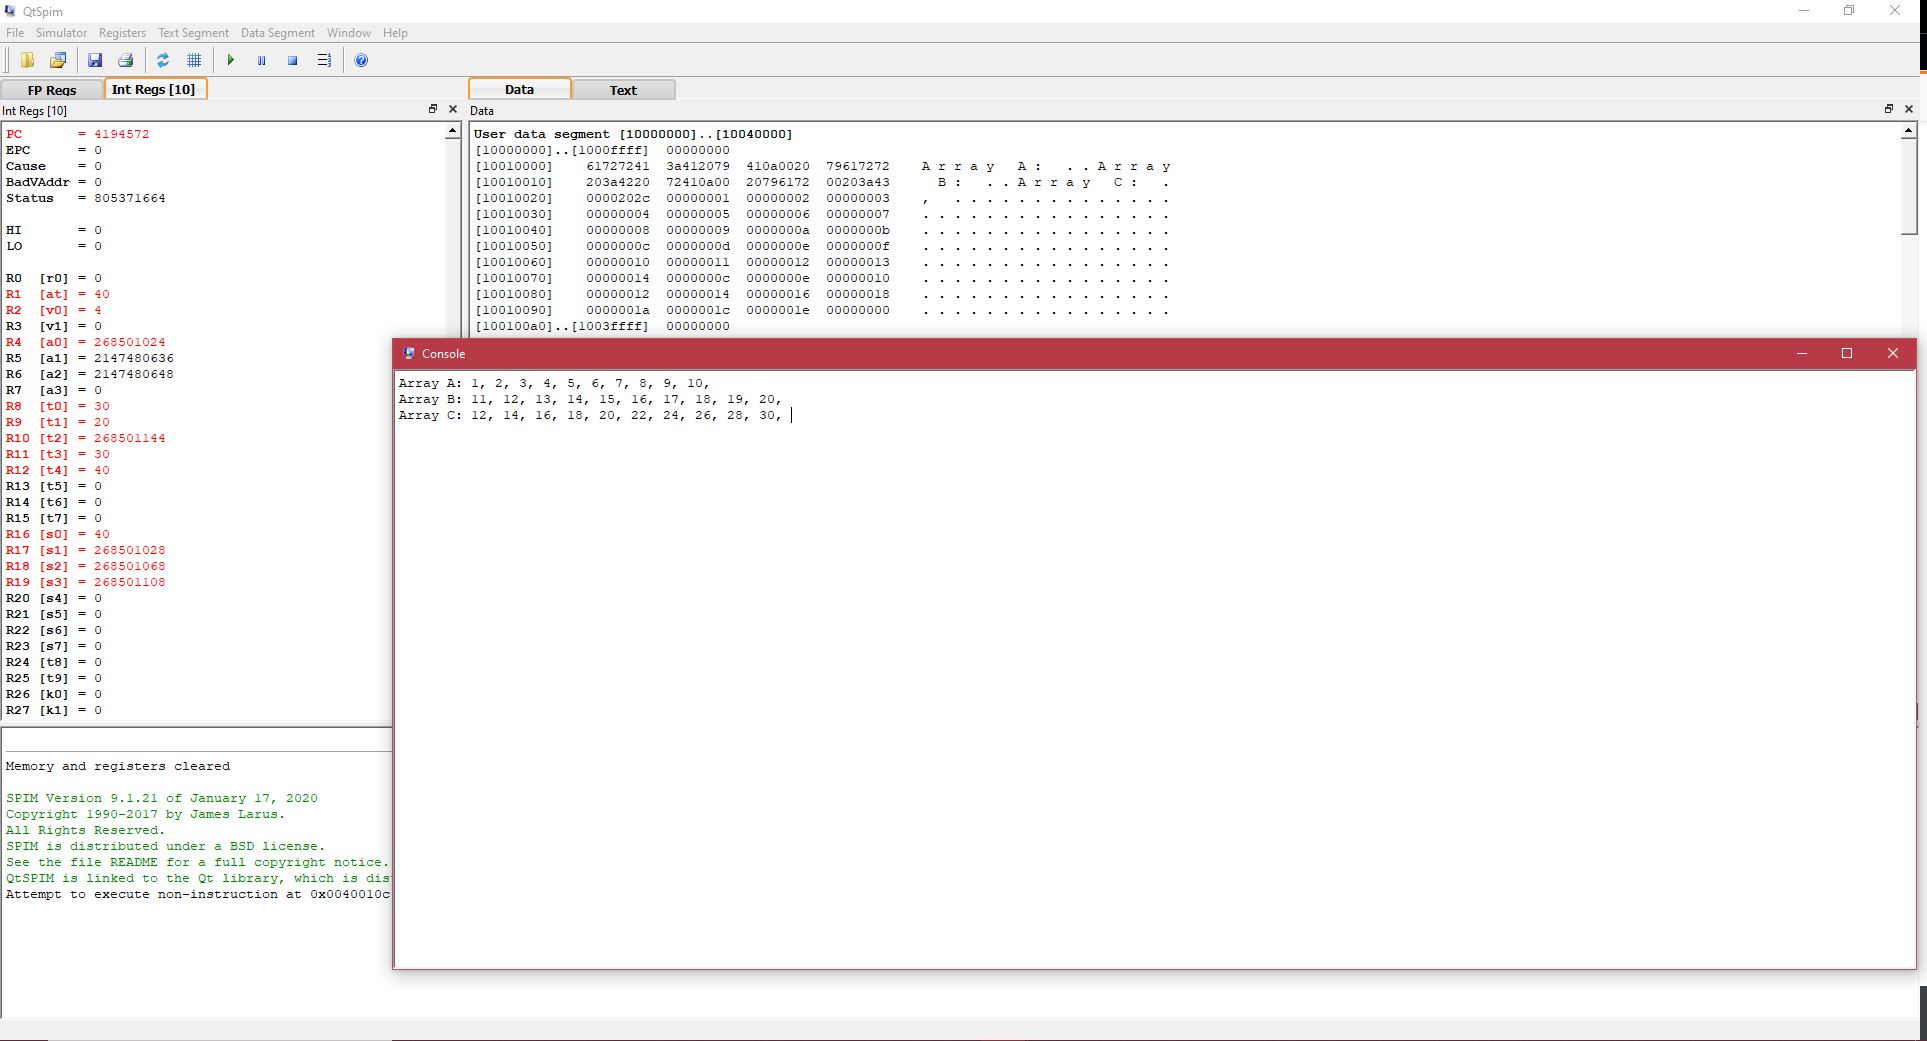 QtSpim
File Simulator Registers Text Segment Data Segment Window Help
FP Regs Int Regs [10]
Int Regs [10]
PC = 4194572
EPC = 0
Cause = 0
BadVAddr = 0
Status = 805371664
HI = 0
LO = 0
R0 [r0] = 0
R1 [at] = 40
R2 [v0] = 4
R3 [v1] = 0
R4 [a0] = 268501024
R5 [a1] = 2147480636
R6 [a2] = 2147480648
R7 [a3] = 0
R8 [t0] = 30
R9 [t1] = 20
R10 [t2] = 268501144
R11 [t3] = 30
R12 [t4] = 40
R13 [t5] = 0
R14 [t6] = 0
R15 [t7] = 0
R16 [s0] = 40
R17 [s1] = 268501028
R18 [s2] = 268501068
R19 [s3] = 268501108
R20 [s4] = 0
R21 [s5] = 0
R22 [s6] = 0
R23 [s7] = 0
R24 [t8] = 0
R25 [t9] = 0
R26 [k0] = 0
R27 [k1] = 0
Data Text
Data
User data segment [10000000]..[10040000]
[10000000]..[1000ffff] 00000000
[10010000] 61727241 3a412079 410a0020 79617272 A r r a y   A :   . . A r r a y
[10010010] 203a4220 72410a00 20796172 00203a43 B :   . . A r r a y   C :   .
[10010020] 0000202c 00000001 00000002 00000003 ,   . . . . . . . . . . . . . .
[10010030] 00000004 00000005 00000006 00000007 . . . . . . . . . . . . . . . .
[10010040] 00000008 00000009 0000000a 0000000b . . . . . . . . . . . . . . . .
[10010050] 0000000c 0000000d 0000000e 0000000f . . . . . . . . . . . . . . . .
[10010060] 00000010 00000011 00000012 00000013 . . . . . . . . . . . . . . . .
[10010070] 00000014 0000000c 0000000e 00000010 . . . . . . . . . . . . . . . .
[10010080] 00000012 00000014 00000016 00000018 . . . . . . . . . . . . . . . .
[10010090] 0000001a 0000001c 0000001e 00000000 . . . . . . . . . . . . . . . .
[100100a0]..[1003ffff] 00000000
Console
Array A: 1, 2, 3, 4, 5, 6, 7, 8, 9, 10,
Array B: 11, 12, 13, 14, 15, 16, 17, 18, 19, 20,
Array C: 12, 14, 16, 18, 20, 22, 24, 26, 28, 30,
Memory and registers cleared
SPIM Version 9.1.21 of January 17, 2020
Copyright 1990-2017 by James Larus.
All Rights Reserved.
SPIM is distributed under a BSD license.
See the file README for a full copyright notice.
QtSPIM is linked to the Qt library, which is dis
Attempt to execute non-instruction at 0x0040010c